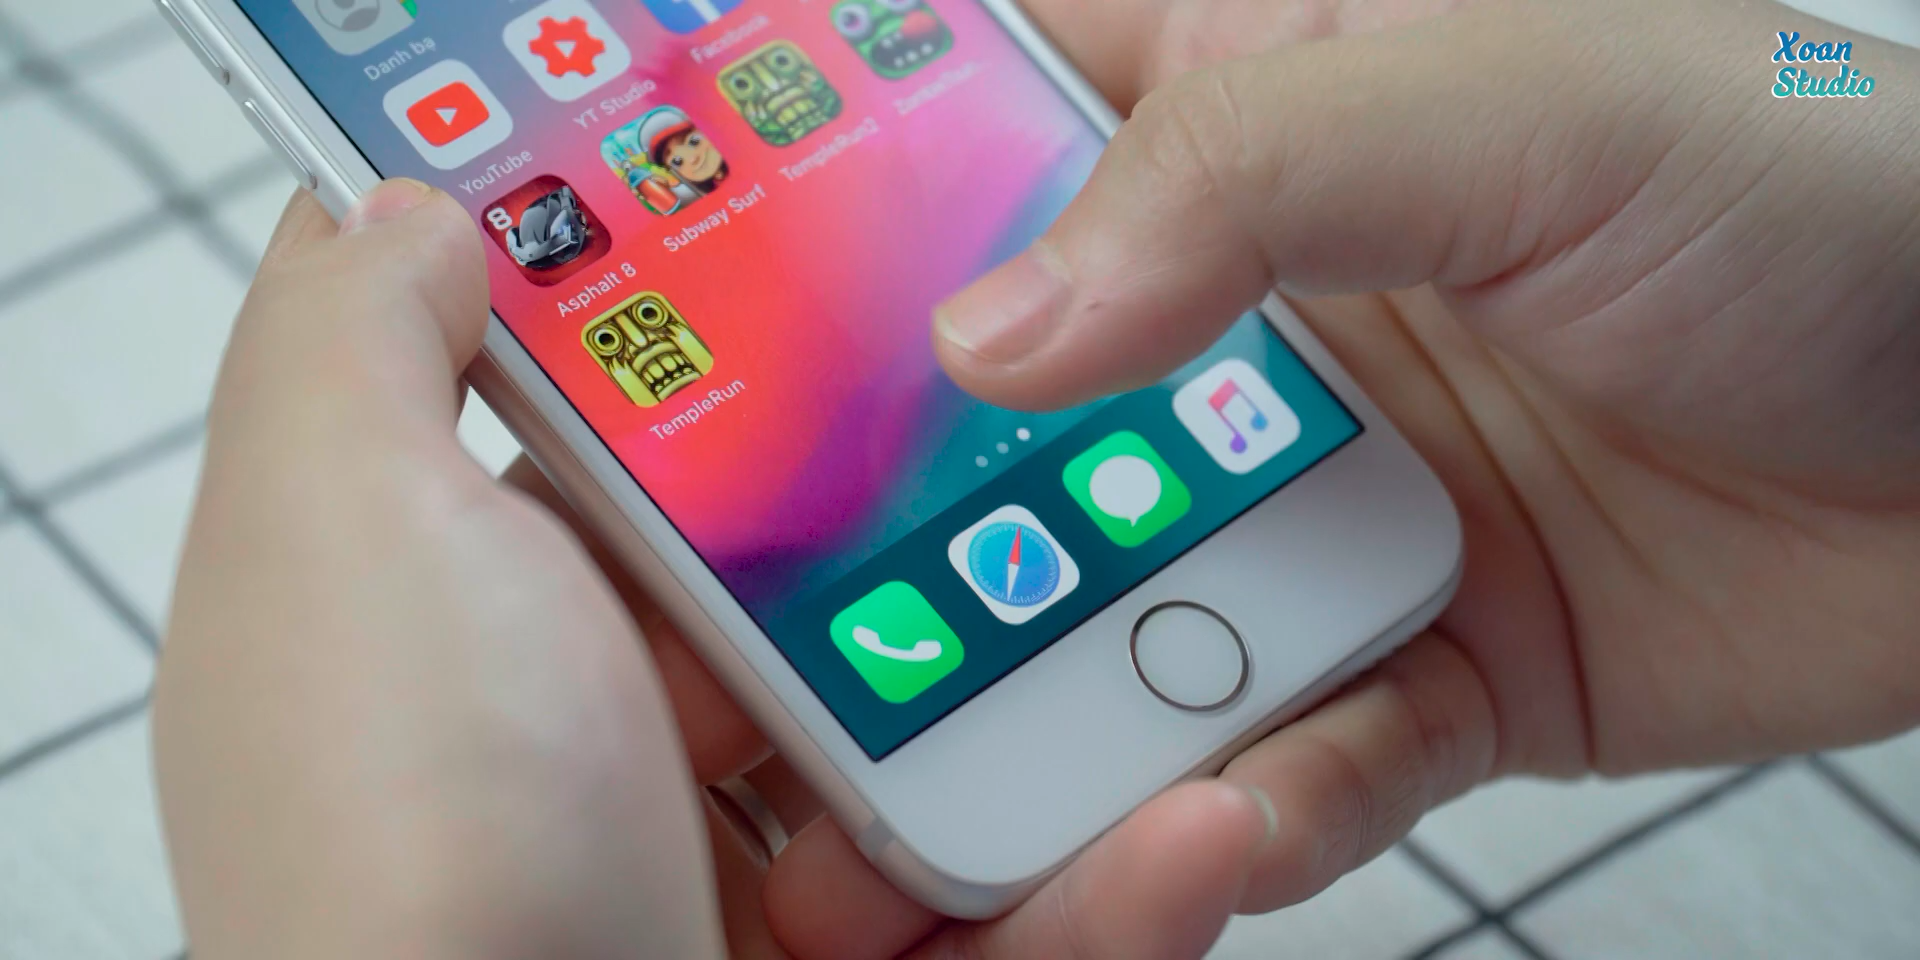 Xoan
Studio
Danh bạ
YT Studio
Facebook
YouTube
Subway Surf
TempleRun2
8
Asphalt 8
TempleRun